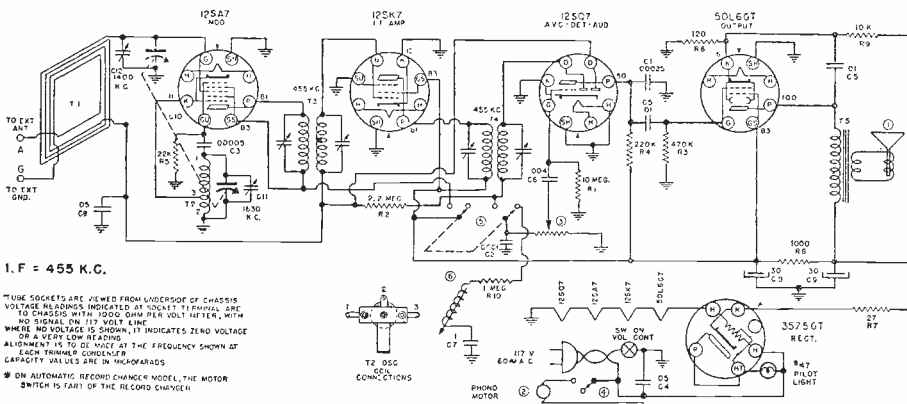 12SA7
MOD
12SK7
I.F AMP
12SQ7
AVC-DET-AUD
50L6GT
OUTPUT
120
R6
10K
R9
C12
1400
K.C.
T1
TO EXT
ANT
A
G
TO EXT
GND.
.05
C8
22K
R5
.00005
C3
T2
C11
1630
K.C.
455 KC
T3
455 KC
T4
2.2 MEG
R2
.004
C6
10 MEG
R1
C1
.00025
220K
R4
470K
R3
C5
T5
1000
R8
30
C9
1 MEG
R10
C7
C2
I.F = 455 K.C.
TUBE SOCKETS ARE VIEWED FROM UNDERSIDE OF CHASSIS
VOLTAGE READINGS INDICATED AT SOCKET TERMINAL ARE
TO CHASSIS WITH 1000 OHM PER VOLT METER, WITH
NO SIGNAL ON 117 VOLT LINE
WHERE NO VOLTAGE IS SHOWN, IT INDICATES ZERO VOLTAGE
OR A VERY LOW READING
ALIGNMENT IS TO BE MADE AT THE FREQUENCY SHOWN AT
EACH TRIMMER CONDENSER
CAPACITY VALUES ARE IN MICROFARADS
* ON AUTOMATIC RECORD CHANGER MODEL, THE MOTOR
SWITCH IS PART OF THE RECORD CHANGER
T2 OSC
COIL
CONNECTIONS
12SQ7
12SA7
12SK7
50L6GT
117 V
60~ A.C
SW ON
VOL CONT
.05
C4
PHONO
MOTOR
35Z5GT
RECT.
27
R7
#47
PILOT
LIGHT